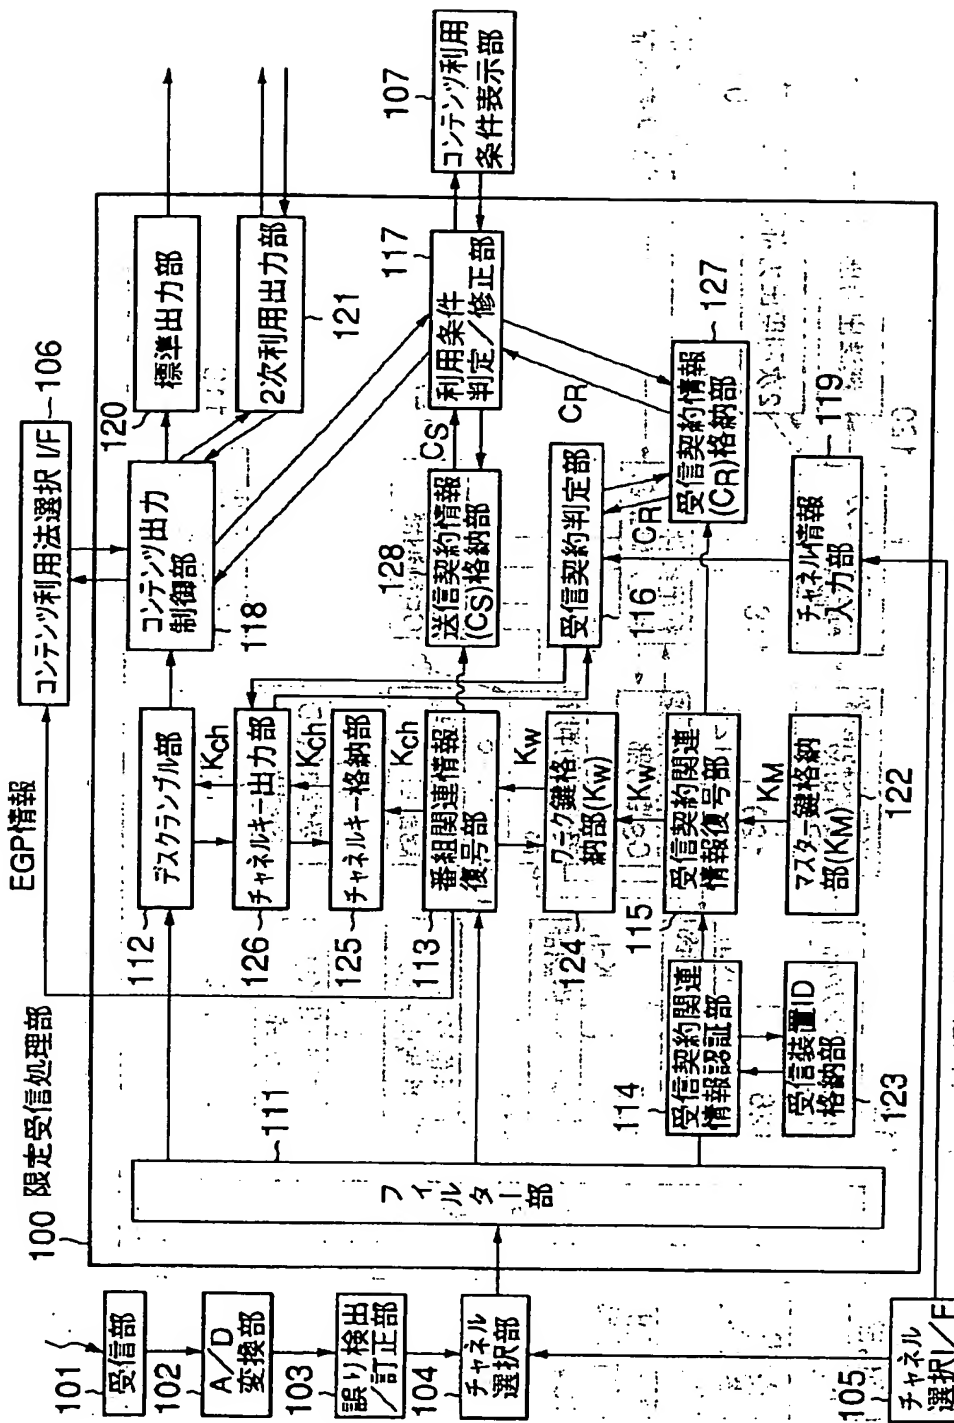 100 限定受信処理部
EGP情報
101
受信部
102
A/D
変換部
103
誤り検出
/訂正部
104
チャネル
選択部
105
チャネル
選択I/F
111
フィルター部
112
デスクランブル部
Kch
126
チャネルキー出力部
Kch
125
チャネルキー格納部
Kch
113
番組関連情報
復号部
Kw
124
ワーク鍵格
納部(Kw)
Kw
114
受信契約関連
情報認証部
115
受信契約関連
情報復号部
KM
受信装置ID
格納部
123
マスター鍵格納
部(KM)
122
コンテンツ利用法選択 I/F
106
コンテンツ出力
制御部
118
120
標準出力部
2次利用出力部
121
128
送信契約情報
(CS)格納部
CS
117
利用条件
判定/修正部
107
コンテンツ利用
条件表示部
受信契約判定部
116
CR
CR
受信契約情報
(CR)格納部
127
チャネル情報
入力部
119